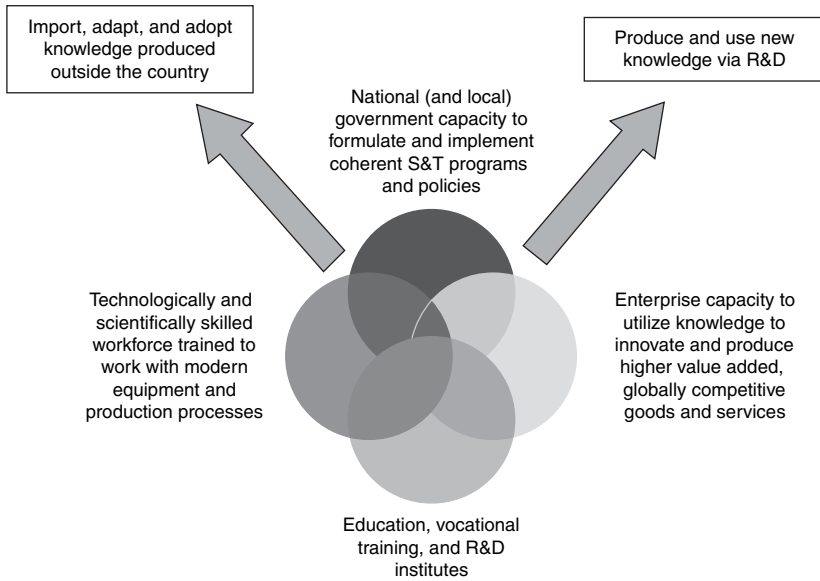 Import, adapt, and adopt
knowledge produced
outside the country
Produce and use new
knowledge via R&D
National (and local)
government capacity to
formulate and implement
coherent S&T programs
and policies
Technologically and
scientifically skilled
workforce trained to
work with modern
equipment and
production processes
Enterprise capacity to
utilize knowledge to
innovate and produce
higher value added,
globally competitive
goods and services
Education, vocational
training, and R&D
institutes